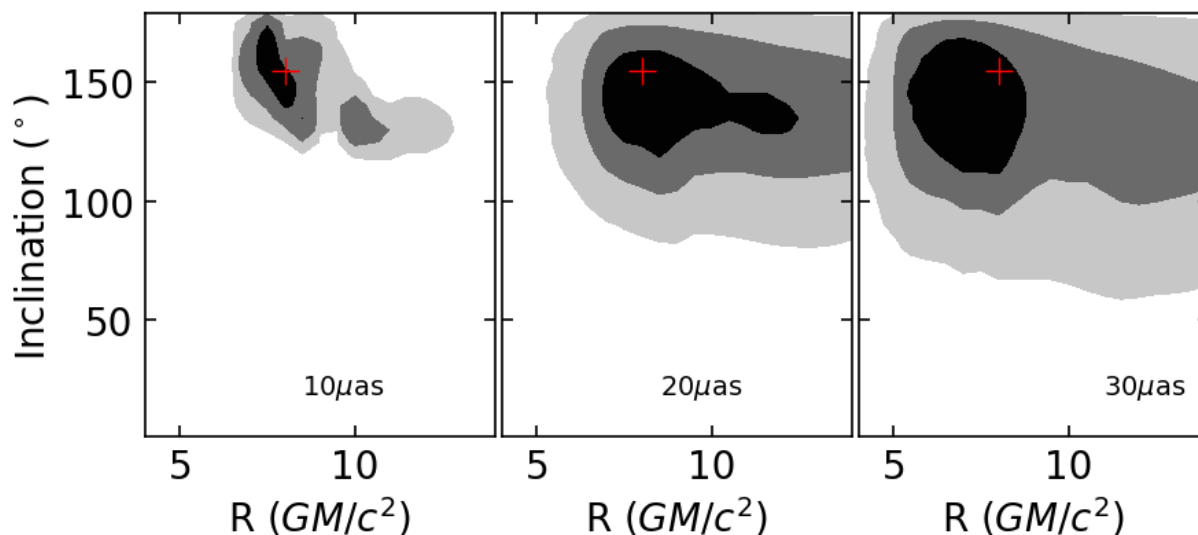 Inclination (°)
150
100
50
10μas
20μas
30μas
5
10
5
10
5
10
R (GM/c²)
R (GM/c²)
R (GM/c²)